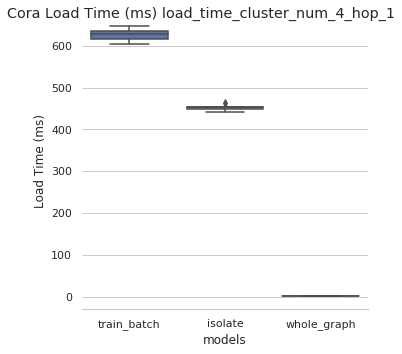 Cora Load Time (ms) load_time_cluster_num_4_hop_1
600
500
400
300
200
100
0
Load Time (ms)
train_batch isolate whole_graph
models